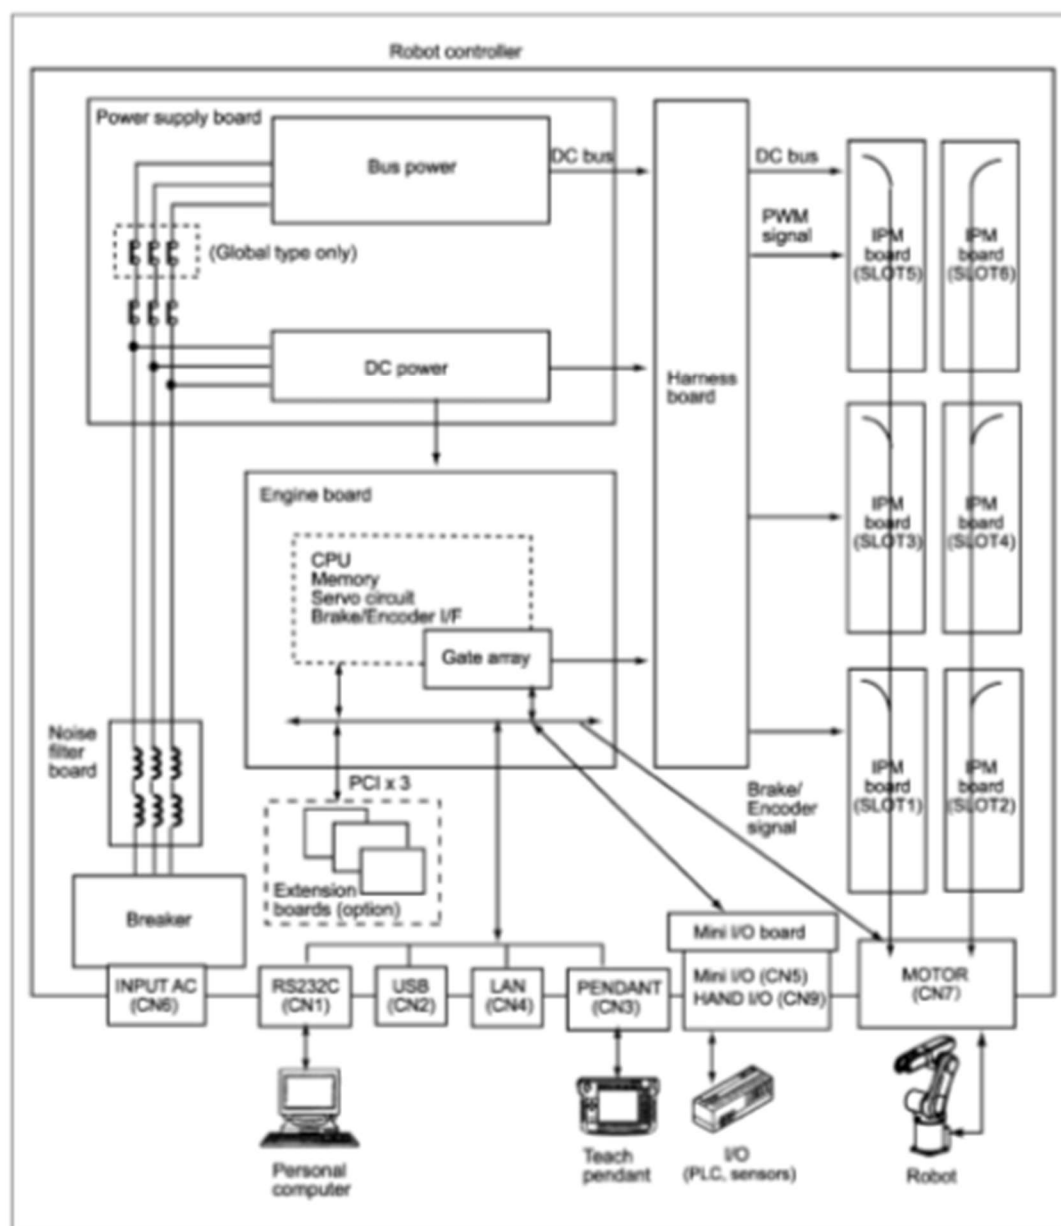 Robot controller
Power supply board
Bus power
DC bus
DC bus
PWM
signal
(Global type only)
IPM
board
(SLOT5)
IPM
board
(SLOT6)
DC power
Harness
board
Engine board
CPU
Memory
Servo circuit
Brake/Encoder I/F
Gate array
IPM
board
(SLOT3)
IPM
board
(SLOT4)
Noise
filter
board
PCI x 3
Brake/
Encoder
signal
IPM
board
(SLOT1)
IPM
board
(SLOT2)
Extension
boards (option)
Breaker
Mini I/O board
INPUT AC
(CN6)
RS232C
(CN1)
USB
(CN2)
LAN
(CN4)
PENDANT
(CN3)
Mini I/O (CN5)
HAND I/O (CN9)
MOTOR
(CN7)
Personal
computer
Teach
pendant
I/O
(PLC, sensors)
Robot